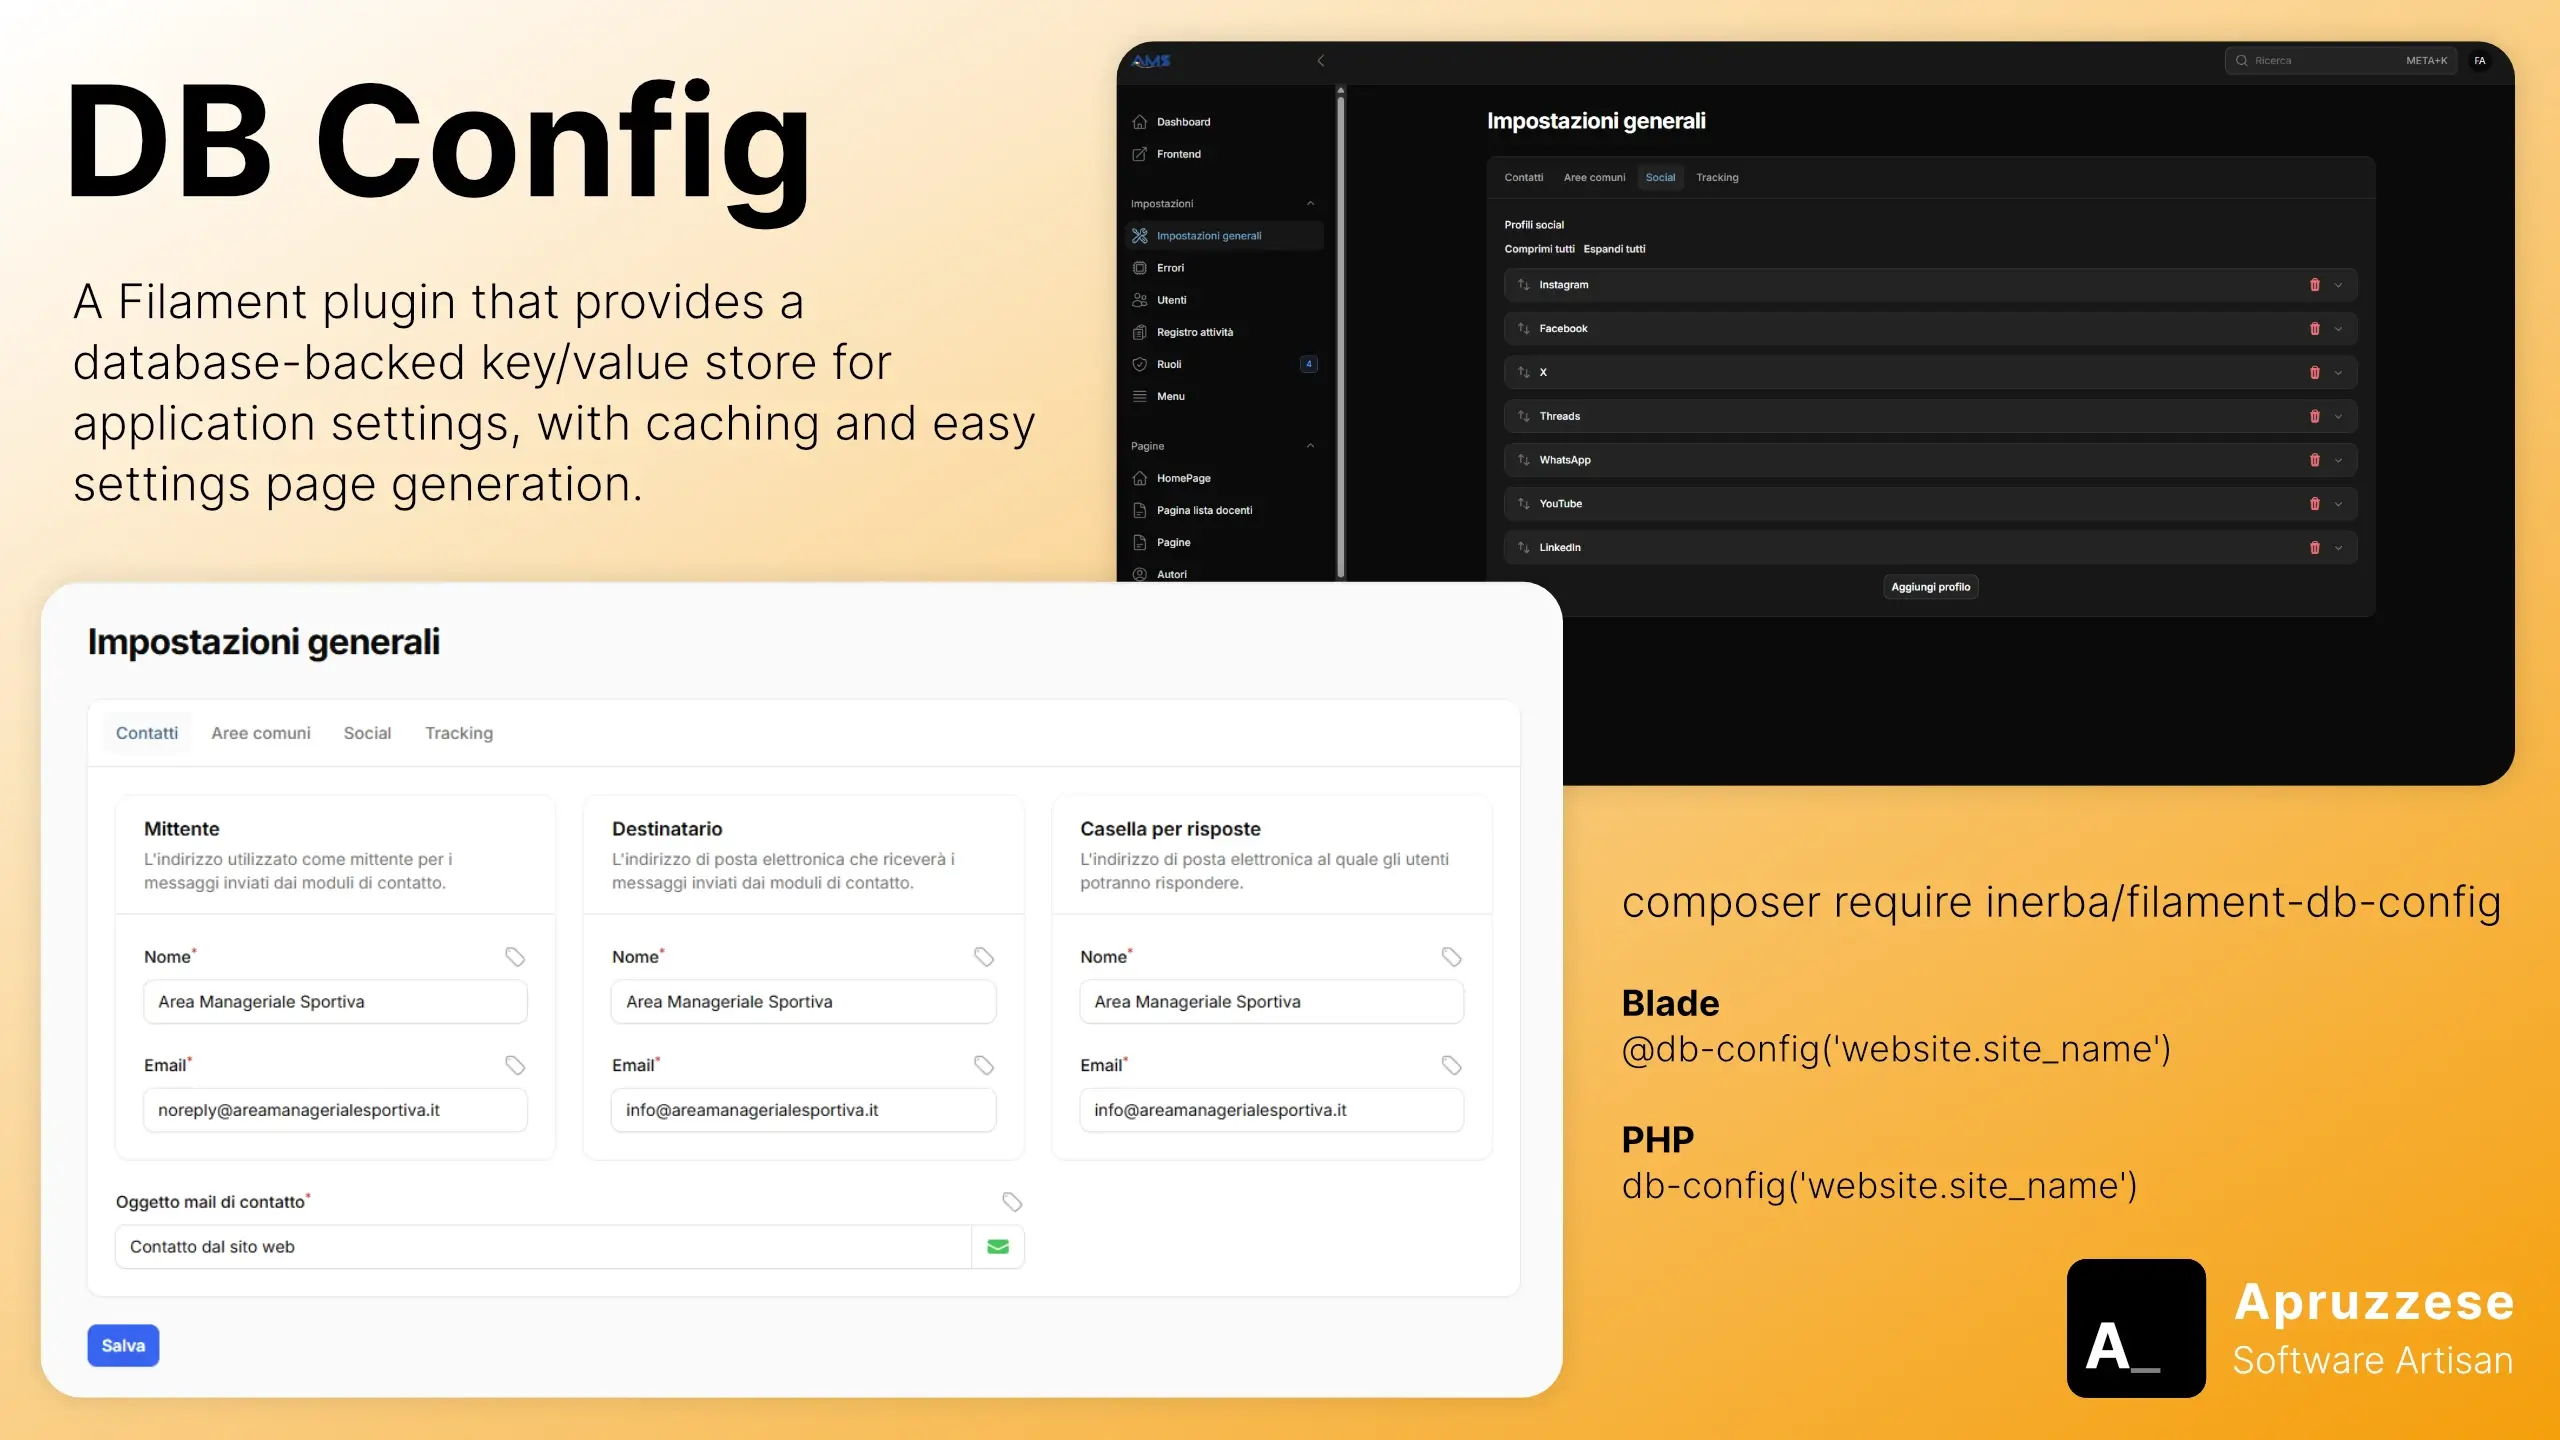 DB Config
A Filament plugin that provides a
database-backed key/value store for
application settings, with caching and easy
settings page generation.
AMS
Ricerca
META+K
FA
Dashboard
Frontend
Impostazioni
Impostazioni generali
Errori
Utenti
Registro attività
Ruoli
4
Menu
Pagine
HomePage
Pagina lista docenti
Pagine
Autori
Impostazioni generali
Contatti Aree comuni Social Tracking
Profili social
Comprimi tutti Espandi tutti
Instagram
Facebook
X
Threads
WhatsApp
YouTube
LinkedIn
Aggiungi profilo
Impostazioni generali
Contatti Aree comuni Social Tracking
Mittente
L'indirizzo utilizzato come mittente per i
messaggi inviati dai moduli di contatto.
Nome*
Area Manageriale Sportiva
Email*
noreply@areamanagerialesportiva.it
Destinatario
L'indirizzo di posta elettronica che riceverà i
messaggi inviati dai moduli di contatto.
Nome*
Area Manageriale Sportiva
Email*
info@areamanagerialesportiva.it
Casella per risposte
L'indirizzo di posta elettronica al quale gli utenti
potranno rispondere.
Nome*
Area Manageriale Sportiva
Email*
info@areamanagerialesportiva.it
Oggetto mail di contatto*
Contatto dal sito web
Salva
composer require inerba/filament-db-config
Blade
@db-config('website.site_name')
PHP
db-config('website.site_name')
A_
Apruzzese
Software Artisan